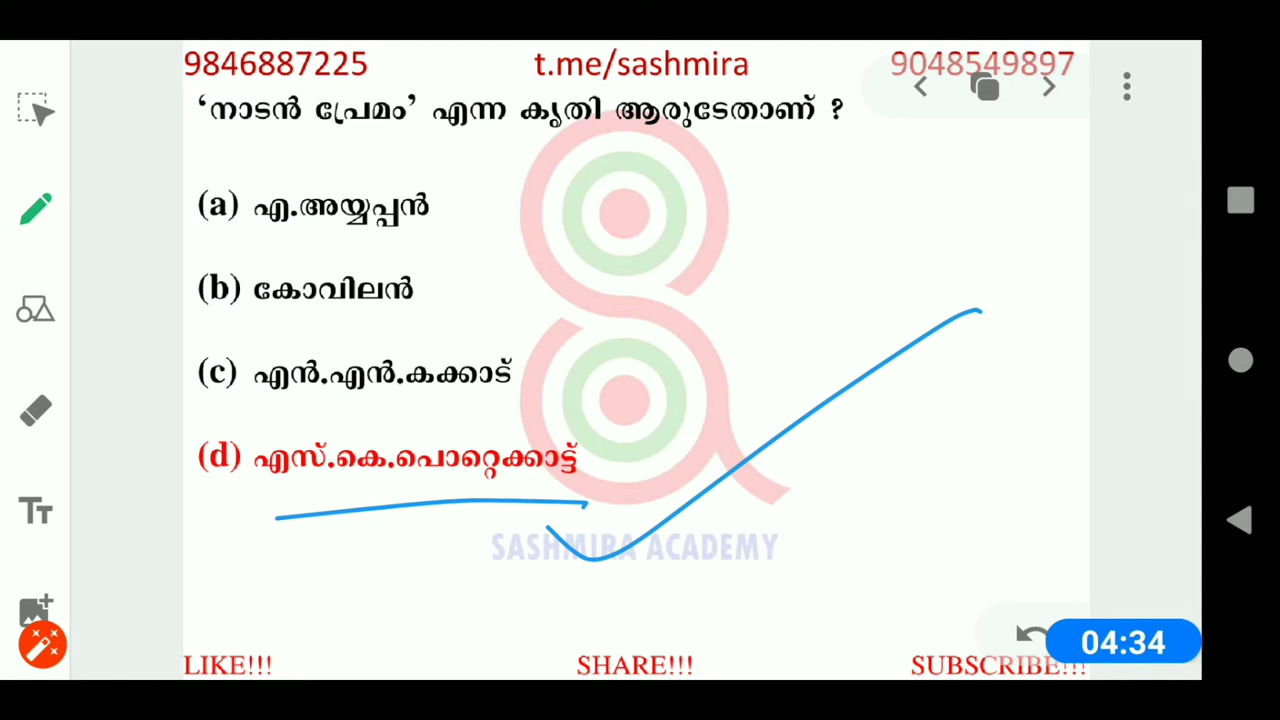 9846887225 t.me/sashmira 9048549897
‘നാടൻ പ്രേമം’ എന്ന കൃതി ആരുടേതാണ് ?
(a) എ.അയ്യപ്പൻ
(b) കോവിലൻ
(c) എൻ.എൻ.കക്കാട്
(d) എസ്.കെ.പൊറ്റെക്കാട്ട്
SASHMIRA ACADEMY
Tт
04:34
LIKE!!! SHARE!!! SUBSCRIBE!!!